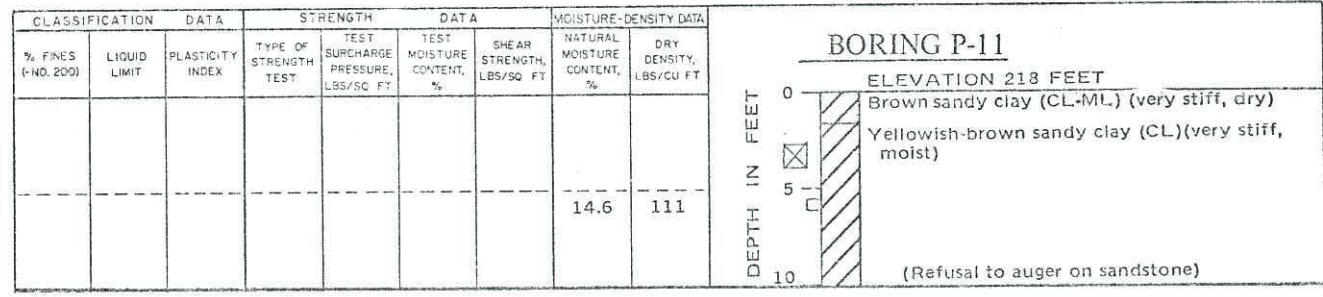 CLASSIFICATION DATA
STRENGTH DATA
MOISTURE-DENSITY DATA
% FINES (-NO. 200)
LIQUID LIMIT
PLASTICITY INDEX
TYPE OF STRENGTH TEST
TEST SURCHARGE PRESSURE, LBS/SQ FT
TEST MOISTURE CONTENT, %
SHEAR STRENGTH, LBS/SQ FT
NATURAL MOISTURE CONTENT, %
DRY DENSITY, LBS/CU FT
14.6 111
BORING P-11
ELEVATION 218 FEET
DEPTH IN FEET
0
5
10
Brown sandy clay (CL-ML) (very stiff, dry)
Yellowish-brown sandy clay (CL)(very stiff,
moist)
(Refusal to auger on sandstone)